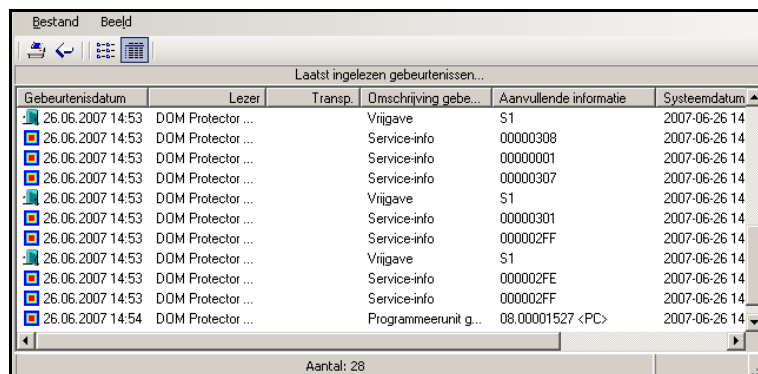 Bestand Beeld
Laatst ingelezen gebeurtenissen...
Gebeurtenisdatum Lezer Transp. Omschrijving gebe... Aanvullende informatie Systeemdatum
26.06.2007 14:53 DOM Protector ... Vrijgave S1 2007-06-26 14
26.06.2007 14:53 DOM Protector ... Service-info 00000308 2007-06-26 14
26.06.2007 14:53 DOM Protector ... Service-info 00000001 2007-06-26 14
26.06.2007 14:53 DOM Protector ... Service-info 00000307 2007-06-26 14
26.06.2007 14:53 DOM Protector ... Vrijgave S1 2007-06-26 14
26.06.2007 14:53 DOM Protector ... Service-info 00000301 2007-06-26 14
26.06.2007 14:53 DOM Protector ... Service-info 000002FF 2007-06-26 14
26.06.2007 14:53 DOM Protector ... Vrijgave S1 2007-06-26 14
26.06.2007 14:53 DOM Protector ... Service-info 000002FE 2007-06-26 14
26.06.2007 14:53 DOM Protector ... Service-info 000002FF 2007-06-26 14
26.06.2007 14:54 DOM Protector ... Programmeerunit g... 08.00001527 <PC> 2007-06-26 14
Aantal: 28